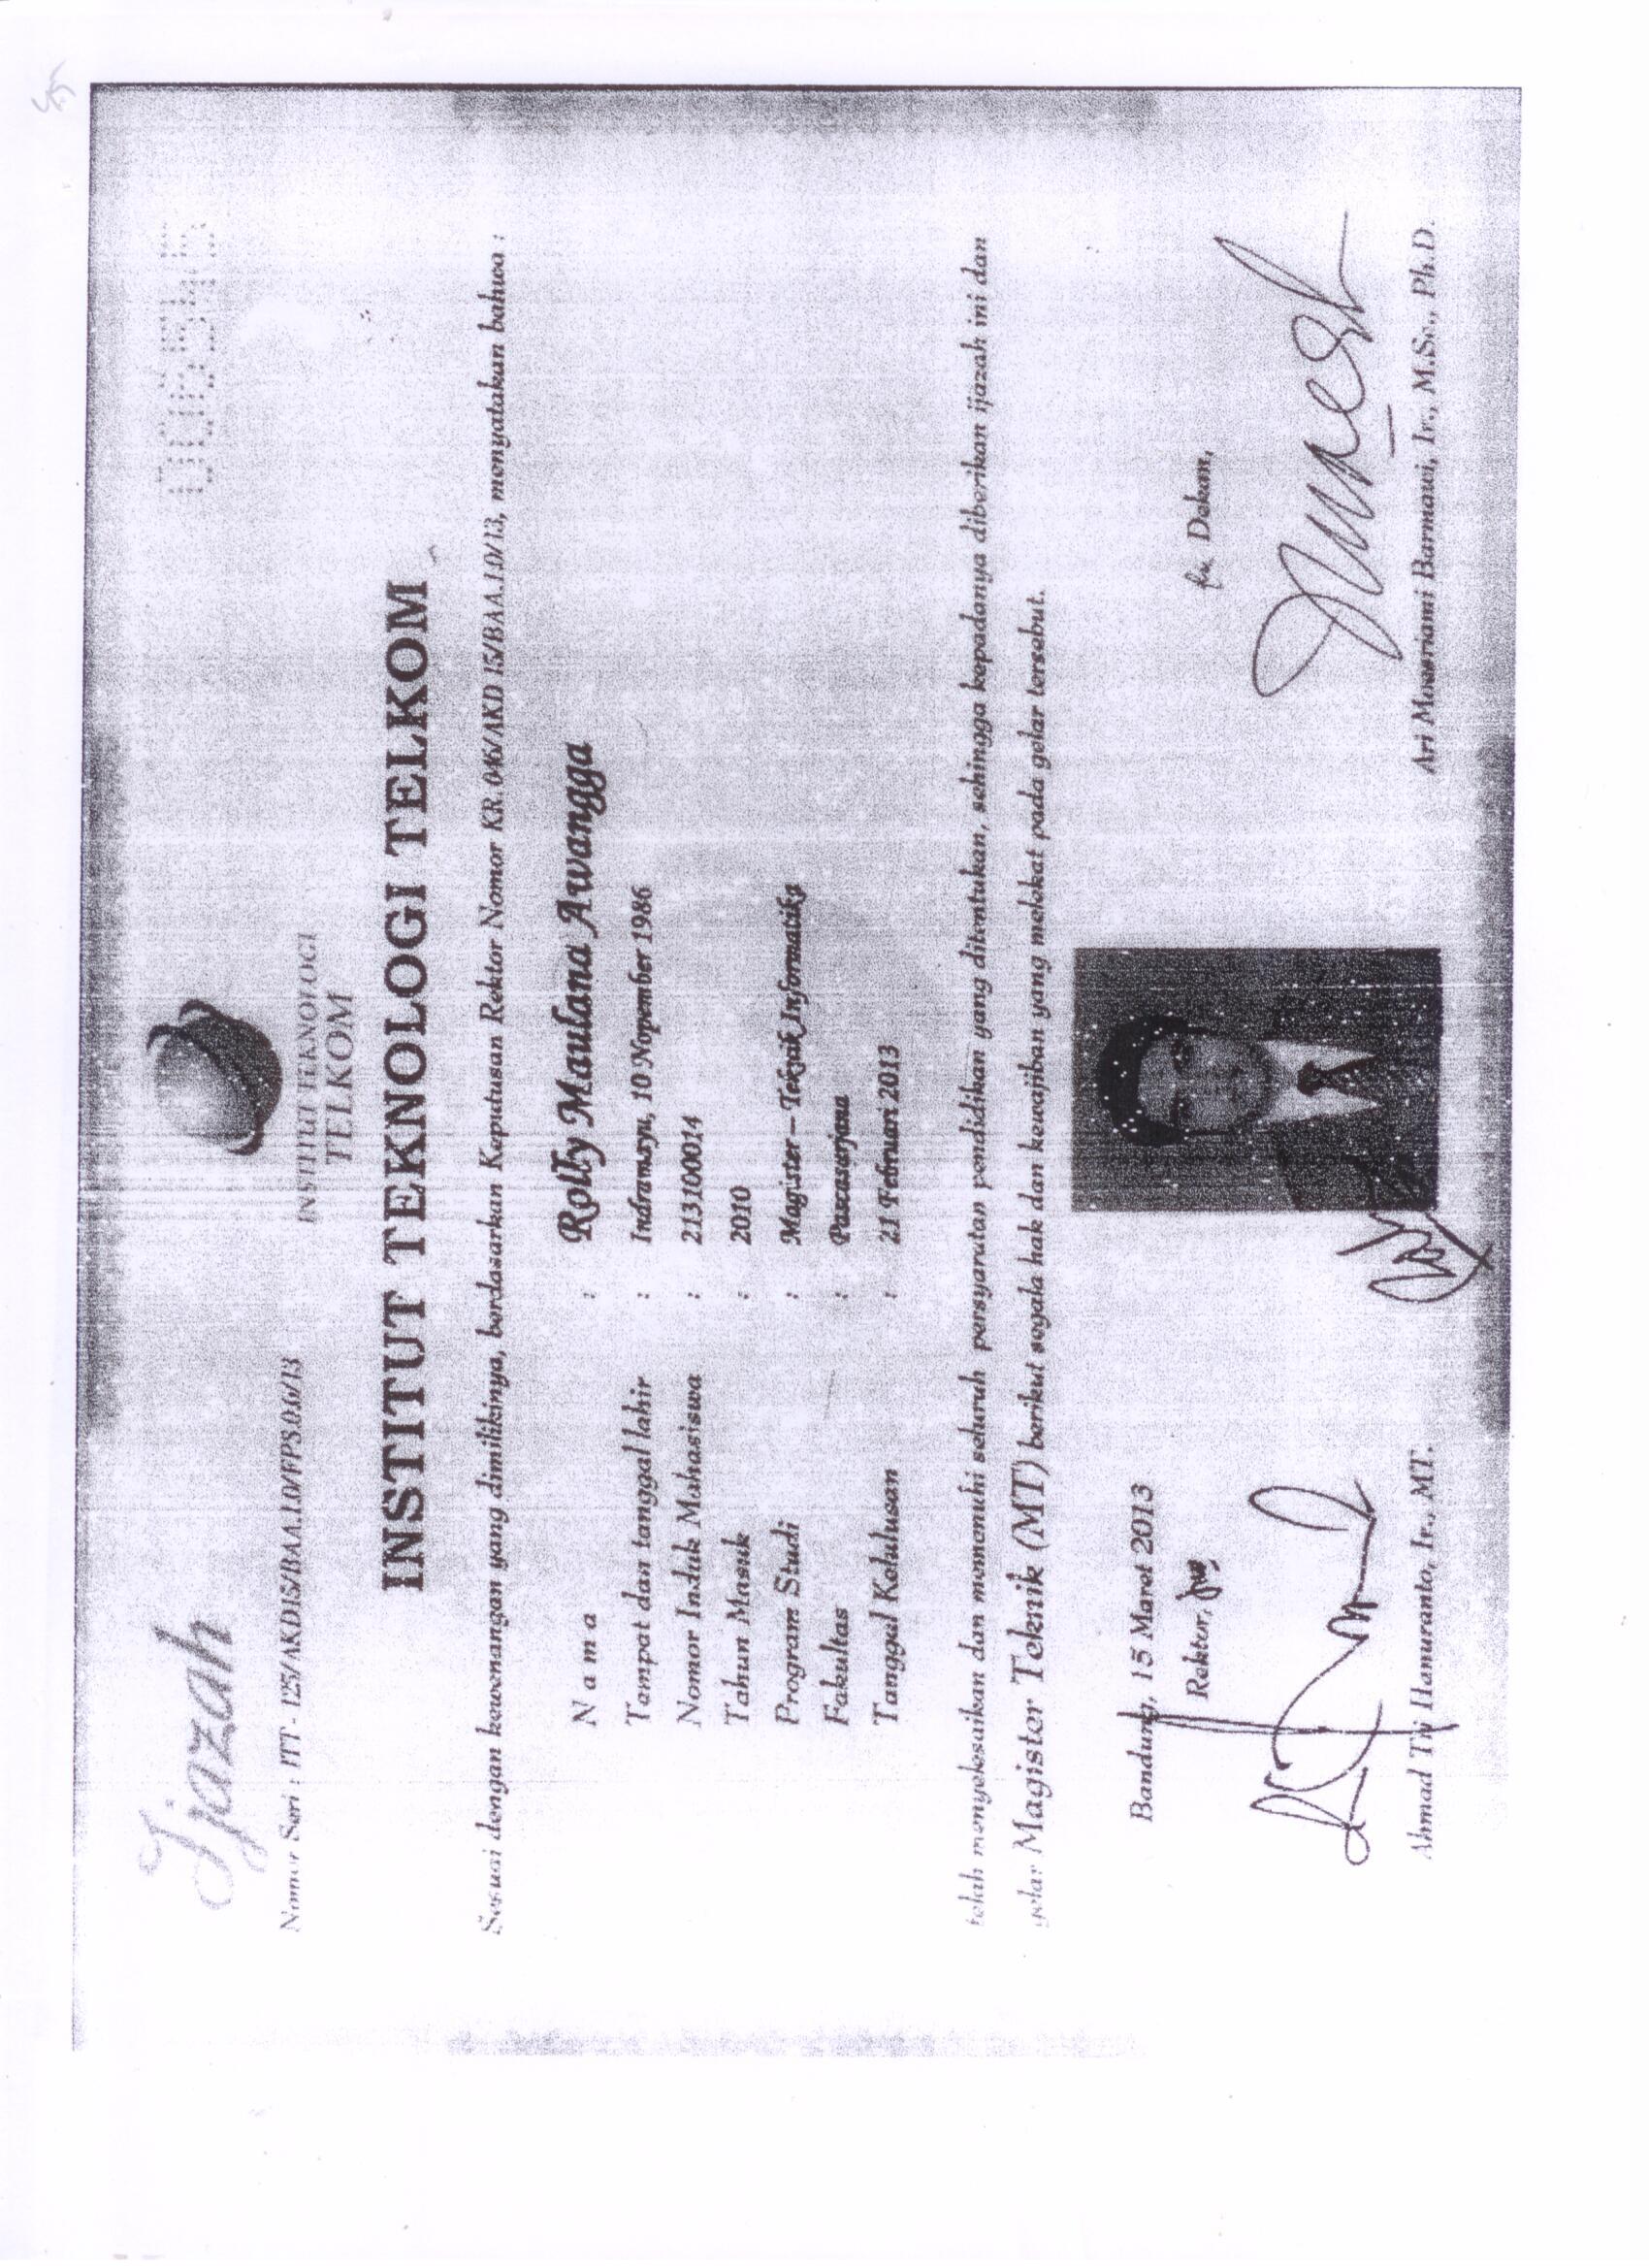 Ijazah
Nomor Seri : ITT - 125/AKD15/BAA.1.0/FPS.0.6/13
INSTITUT TEKNOLOGI
TELKOM
INSTITUT TEKNOLOGI TELKOM
Sesuai dengan kewenangan yang dimilikinya, berdasarkan Keputusan Rektor Nomor KR. 046/AKD 15/BAA.1.0/13, menyatakan bahwa :
N a m a : Rolly Maulana Awangga
Tempat dan tanggal lahir : Indramayu, 10 Nopember 1986
Nomor Induk Mahasiswa : 213100014
Tahun Masuk : 2010
Program Studi : Magister – Teknik Informatika
Fakultas : Pascasarjana
Tanggal Kelulusan : 21 Februari 2013
telah menyelesaikan dan memenuhi seluruh persyaratan pendidikan yang ditentukan, sehingga kepadanya diberikan ijazah ini dan
gelar Magister Teknik (MT) berikut segala hak dan kewajiban yang melekat pada gelar tersebut.
Bandung, 15 Maret 2013
Rektor,
Dekan,
Ahmad Tri Hanuranto, Ir., MT.
Ari Moesriami Barmawi, Ir., M.Sc., Ph.D.